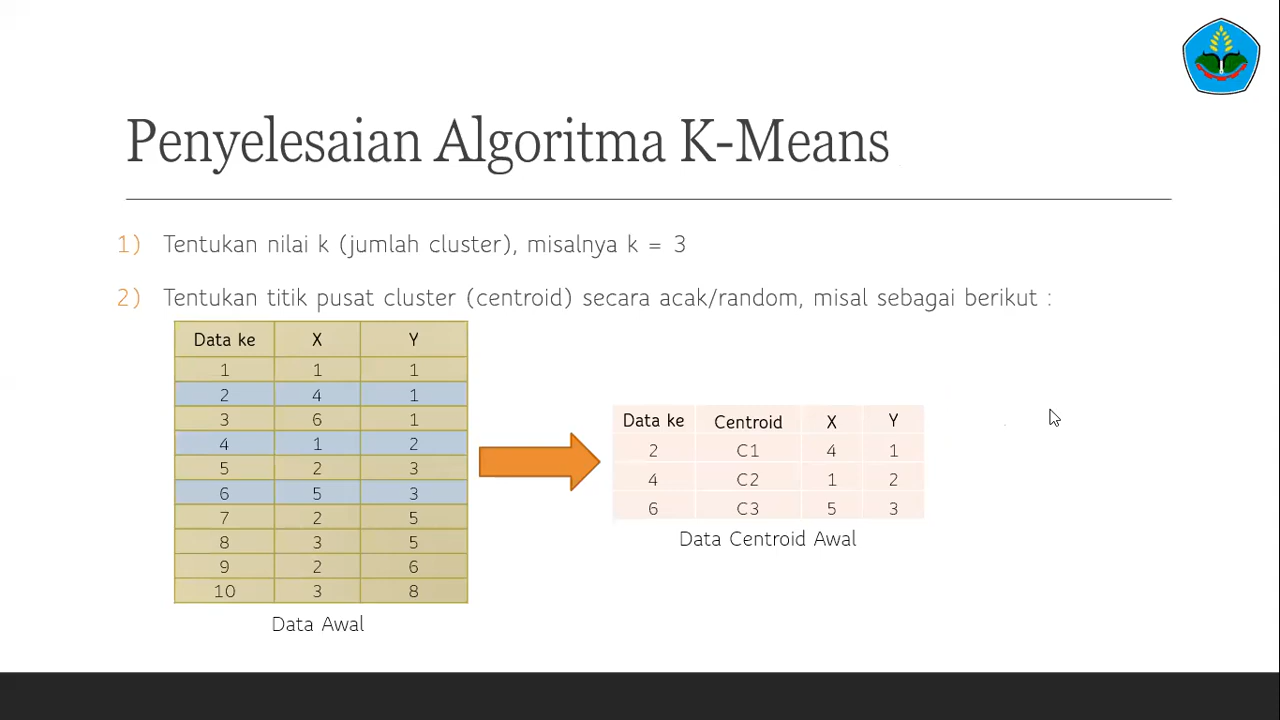 Penyelesaian Algoritma K-Means
1) Tentukan nilai k (jumlah cluster), misalnya k = 3
2) Tentukan titik pusat cluster (centroid) secara acak/random, misal sebagai berikut :
Data ke X Y
1 1 1
2 4 1
3 6 1
4 1 2
5 2 3
6 5 3
7 2 5
8 3 5
9 2 6
10 3 8
Data Awal
Data ke Centroid X Y
2 C1 4 1
4 C2 1 2
6 C3 5 3
Data Centroid Awal